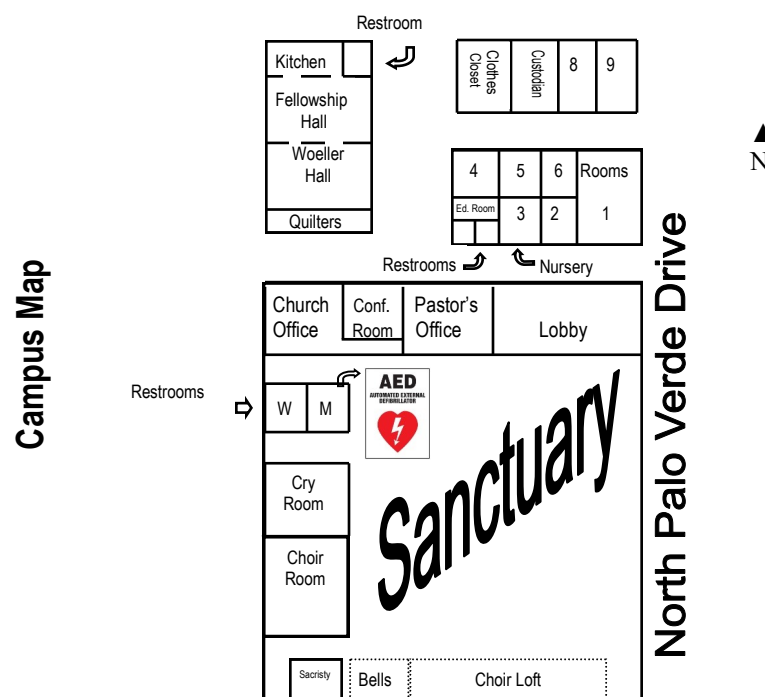 Restroom
Kitchen
Fellowship
Hall
Woeller
Hall
Quilters
Clothes
Closet
Custodian
8
9
N
4
5
6
Rooms
Ed. Room
3
2
1
Restrooms
Nursery
Campus Map
North Palo Verde Drive
Church
Office
Conf.
Room
Pastor's
Office
Lobby
Restrooms
W
M
AED
AUTOMATED EXTERNAL
DEFIBRILLATOR
Sanctuary
Cry
Room
Choir
Room
Sacristy
Bells
Choir Loft